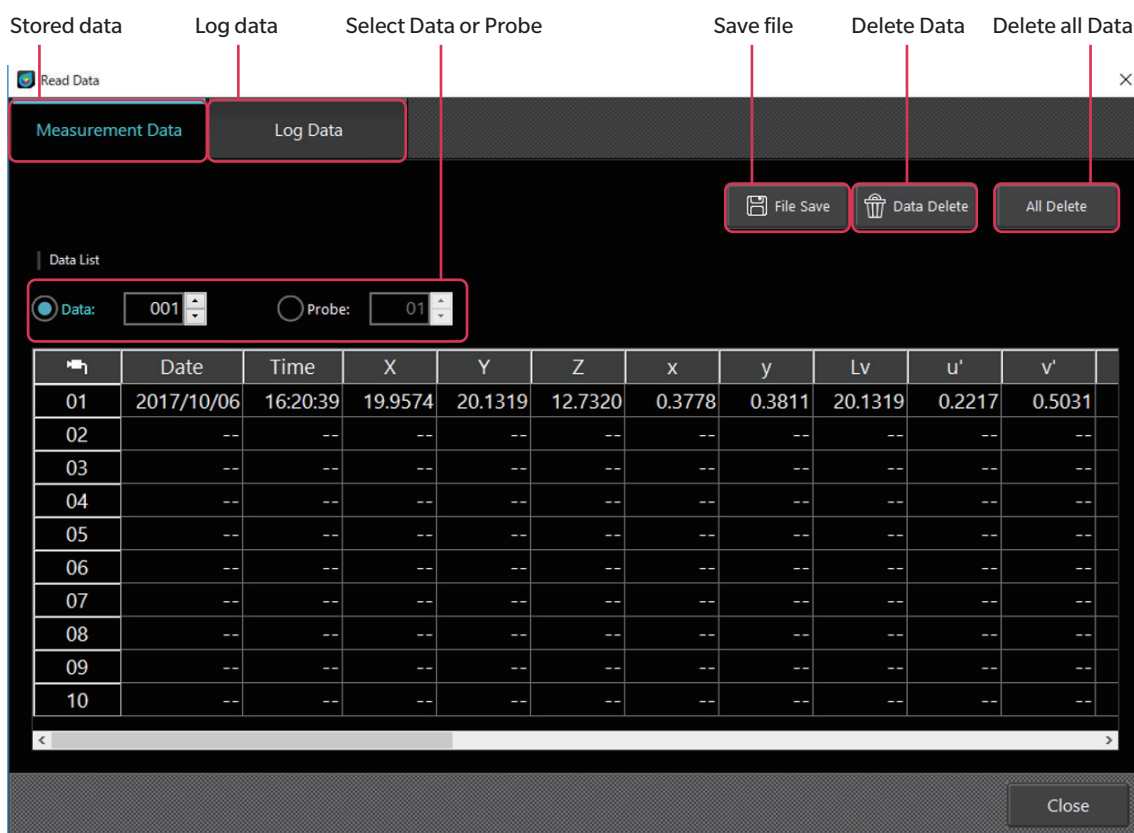 Stored data Log data Select Data or Probe Save file Delete Data Delete all Data
Read Data
Measurement Data Log Data
File Save Data Delete All Delete
Data List
Data: 001 Probe: 01
Date Time X Y Z x y Lv u' v'
01 2017/10/06 16:20:39 19.9574 20.1319 12.7320 0.3778 0.3811 20.1319 0.2217 0.5031
02 -- -- -- -- -- -- -- -- -- --
03 -- -- -- -- -- -- -- -- -- --
04 -- -- -- -- -- -- -- -- -- --
05 -- -- -- -- -- -- -- -- -- --
06 -- -- -- -- -- -- -- -- -- --
07 -- -- -- -- -- -- -- -- -- --
08 -- -- -- -- -- -- -- -- -- --
09 -- -- -- -- -- -- -- -- -- --
10 -- -- -- -- -- -- -- -- -- --
Close